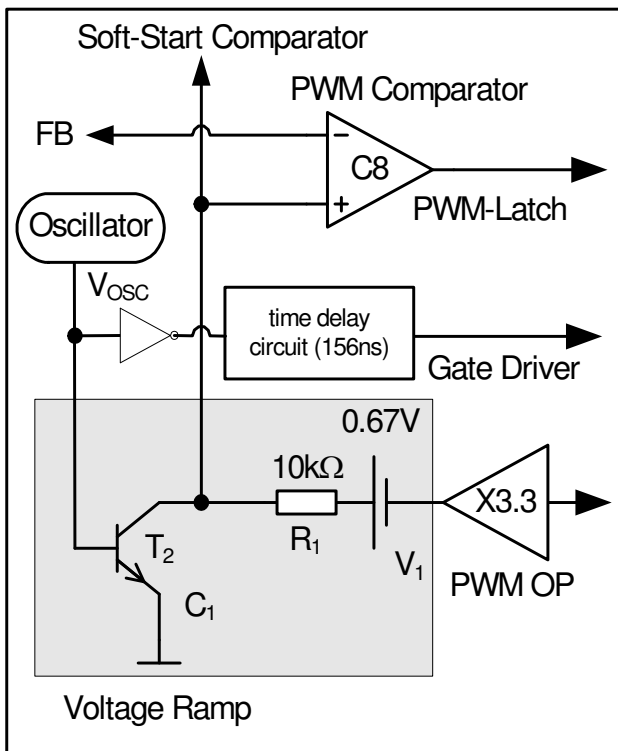 Soft-Start Comparator
PWM Comparator
FB
−
C8
+
PWM-Latch
Oscillator
VOSC
time delay
circuit (156ns)
Gate Driver
0.67V
10kΩ
X3.3
R1
T2
V1
PWM OP
C1
Voltage Ramp